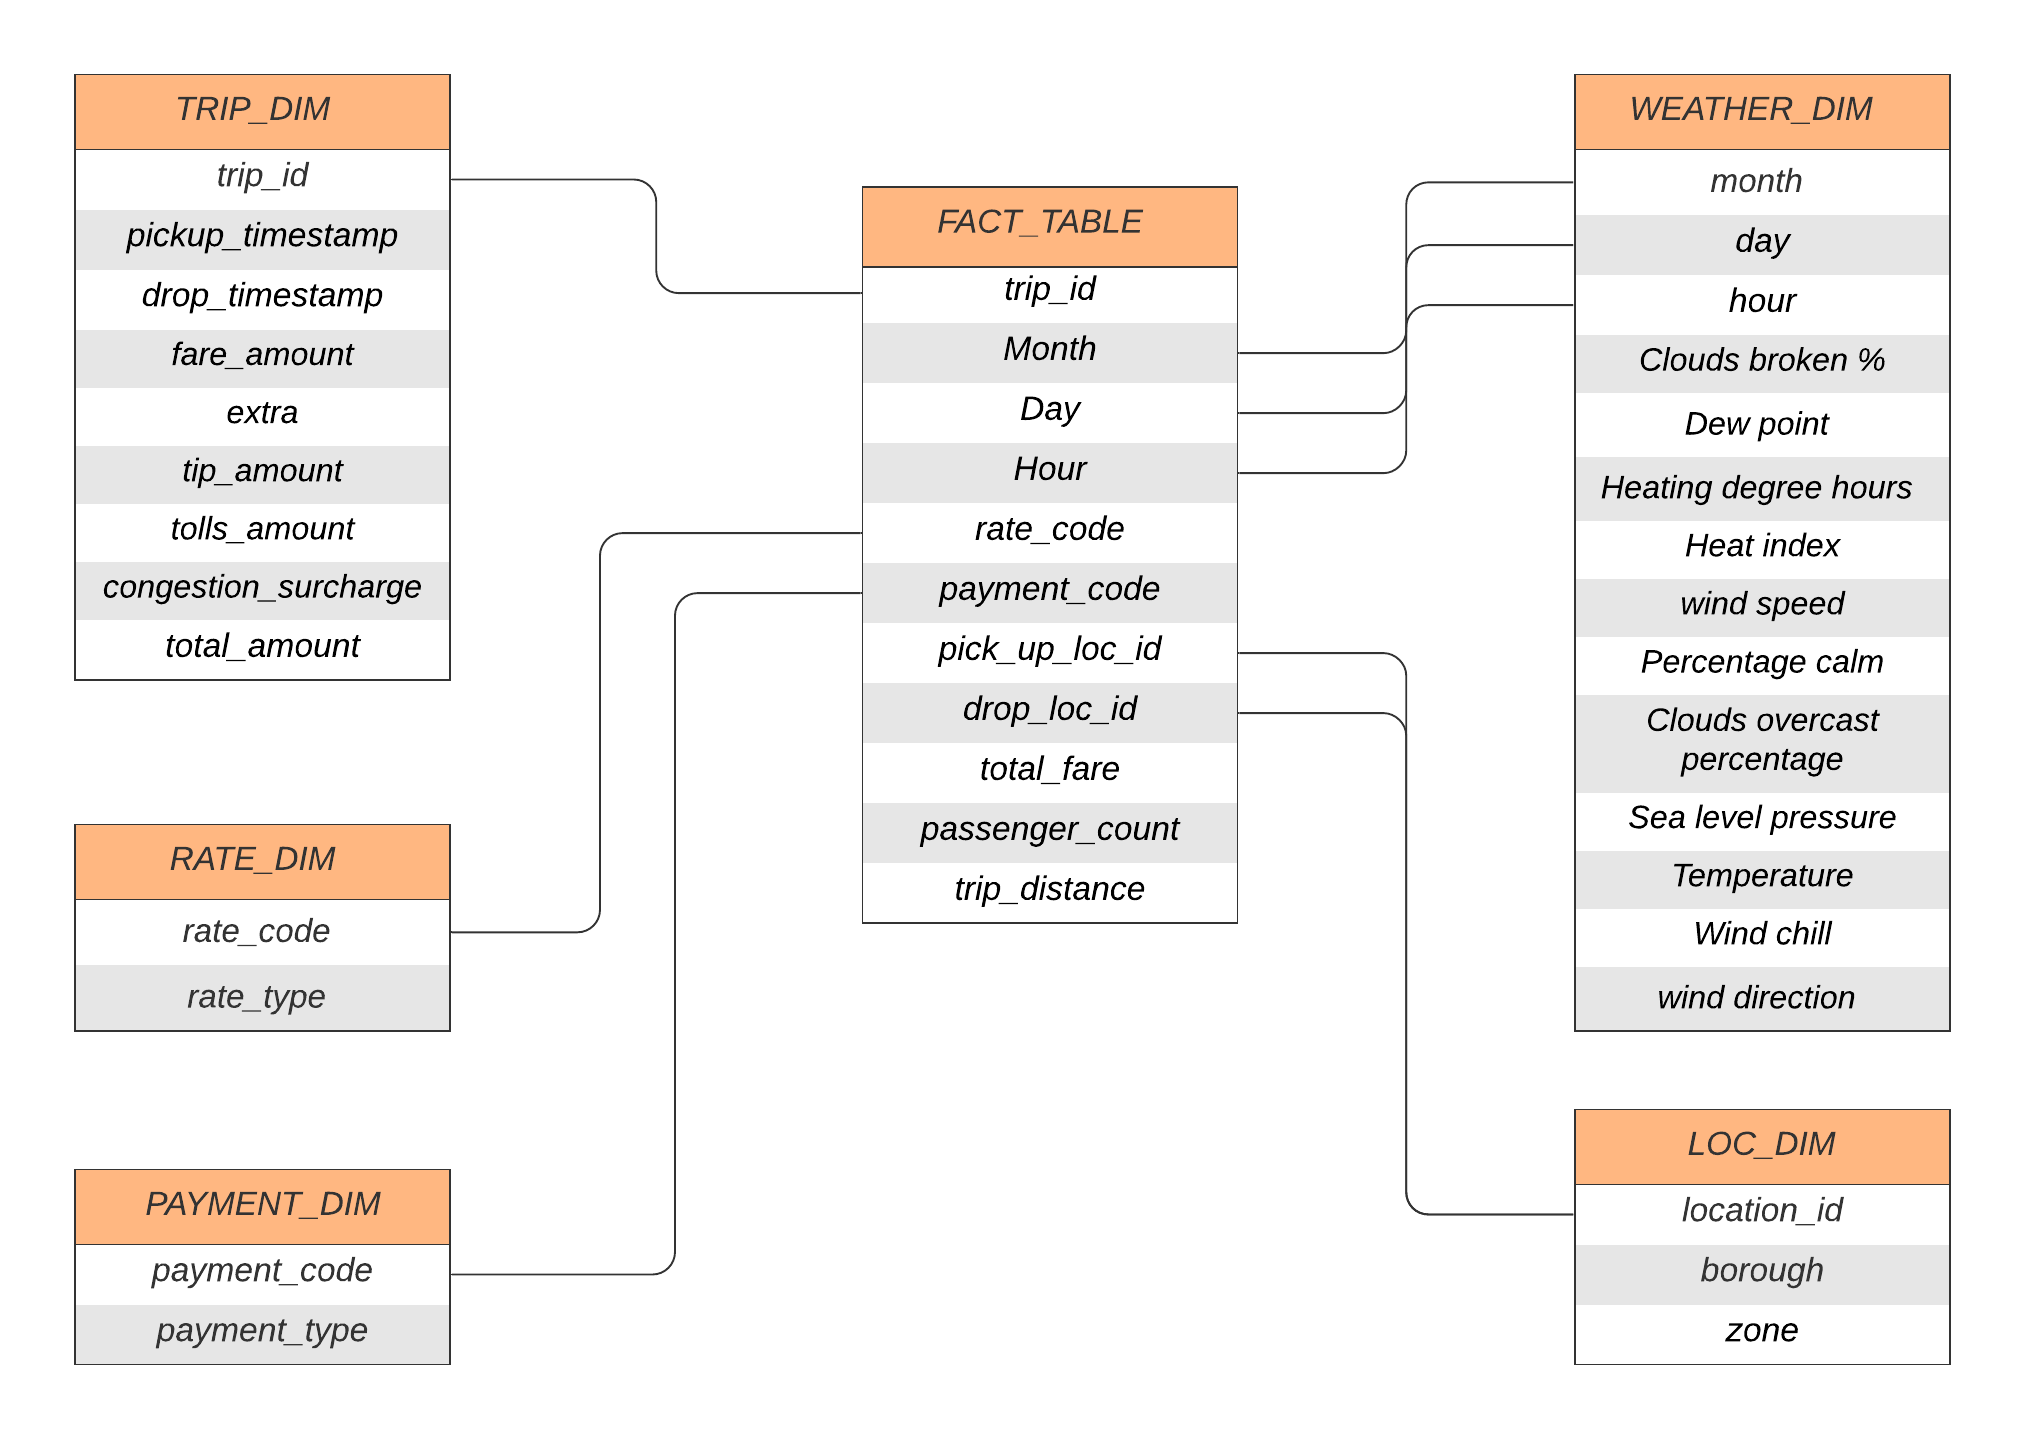 TRIP_DIM
trip_id
pickup_timestamp
drop_timestamp
fare_amount
extra
tip_amount
tolls_amount
congestion_surcharge
total_amount
RATE_DIM
rate_code
rate_type
PAYMENT_DIM
payment_code
payment_type
FACT_TABLE
trip_id
Month
Day
Hour
rate_code
payment_code
pick_up_loc_id
drop_loc_id
total_fare
passenger_count
trip_distance
WEATHER_DIM
month
day
hour
Clouds broken %
Dew point
Heating degree hours
Heat index
wind speed
Percentage calm
Clouds overcast
percentage
Sea level pressure
Temperature
Wind chill
wind direction
LOC_DIM
location_id
borough
zone